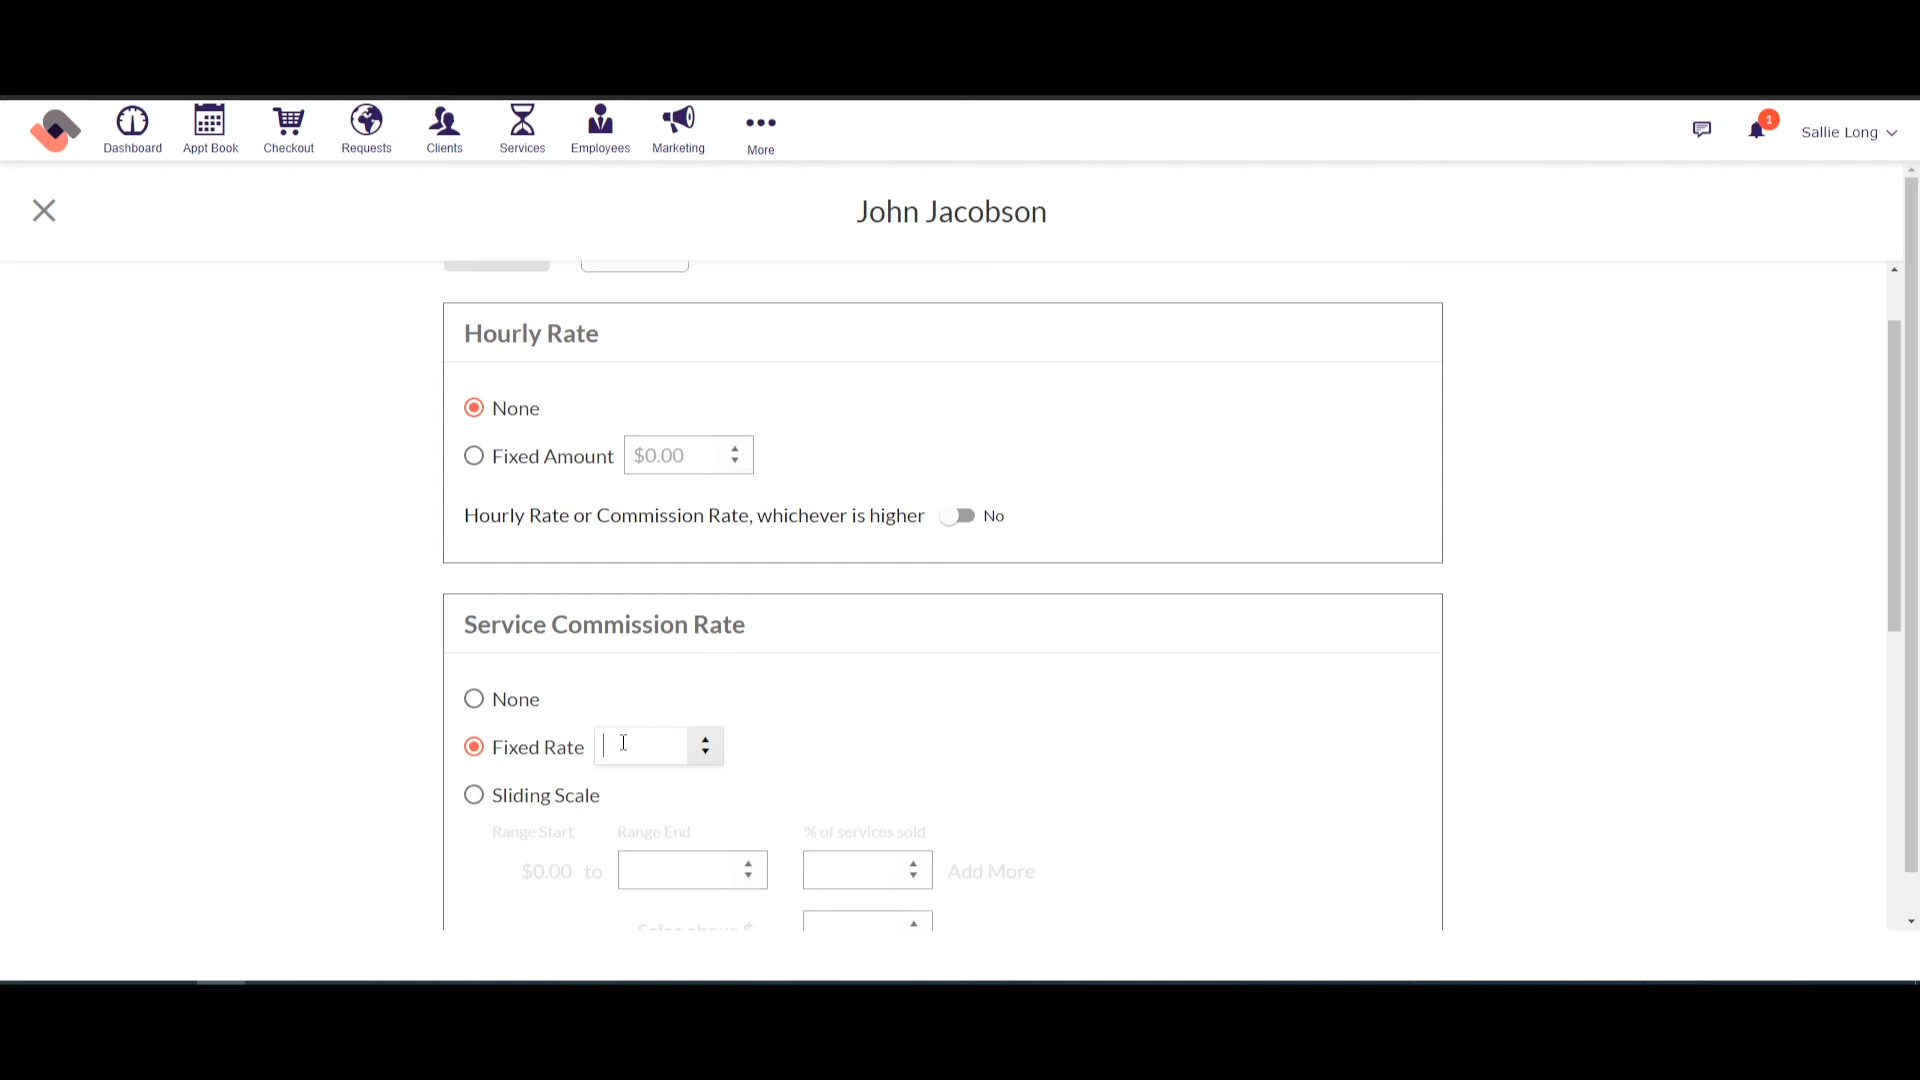 Dashboard Appt Book Checkout Requests Clients Services Employees Marketing More 1 Sallie Long
John Jacobson
Hourly Rate
None
Fixed Amount $0.00
Hourly Rate or Commission Rate, whichever is higher No
Service Commission Rate
None
Fixed Rate
Sliding Scale
Range Start Range End % of services sold
$0.00 to Add More
Sales above $